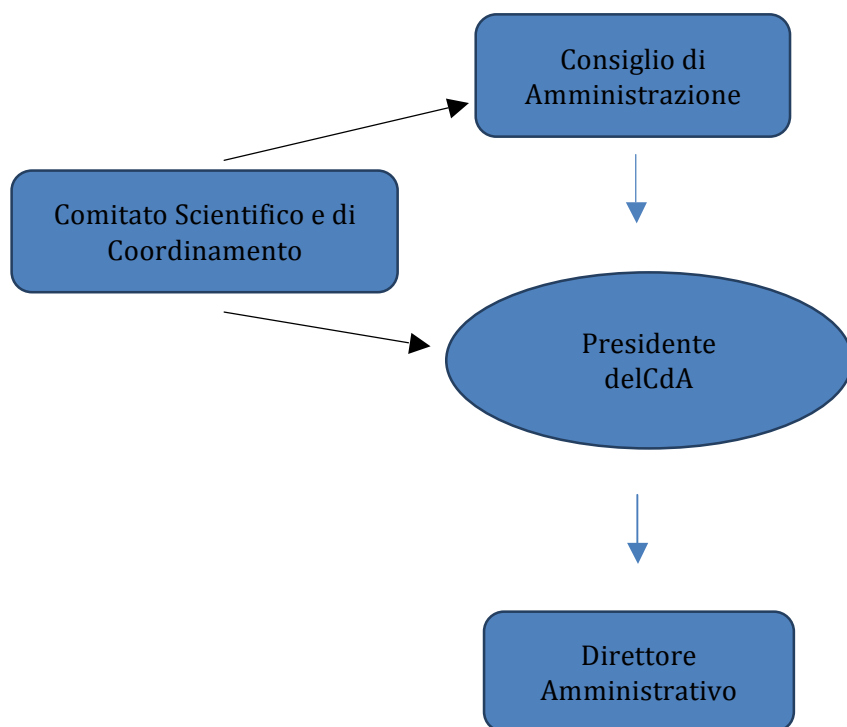 Consiglio di
Amministrazione
Comitato Scientifico e di
Coordinamento
Presidente
delCdA
Direttore
Amministrativo